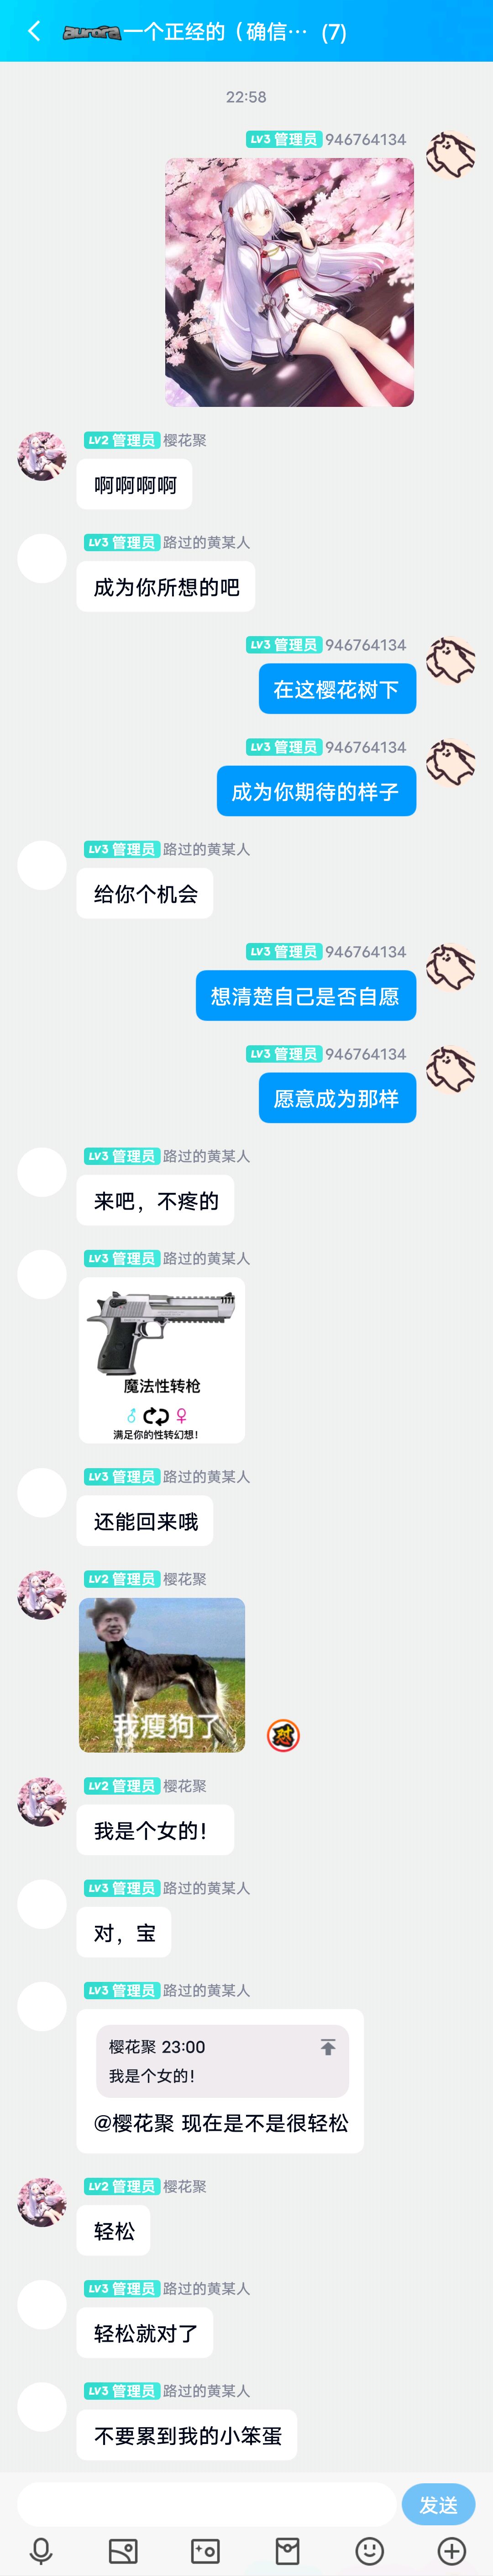 aurora一个正经的（确信… (7)
22:58
LV3 管理员 946764134
LV2 管理员 樱花聚
啊啊啊啊
LV3 管理员 路过的黄某人
成为你所想的吧
LV3 管理员 946764134
在这樱花树下
LV3 管理员 946764134
成为你期待的样子
LV3 管理员 路过的黄某人
给你个机会
LV3 管理员 946764134
想清楚自己是否自愿
LV3 管理员 946764134
愿意成为那样
LV3 管理员 路过的黄某人
来吧，不疼的
LV3 管理员 路过的黄某人
魔法性转枪
♂ ♀
满足你的性转幻想!
LV3 管理员 路过的黄某人
还能回来哦
LV2 管理员 樱花聚
我瘦狗了
怼
LV2 管理员 樱花聚
我是个女的!
LV3 管理员 路过的黄某人
对，宝
LV3 管理员 路过的黄某人
樱花聚 23:00
我是个女的!
@樱花聚 现在是不是很轻松
LV2 管理员 樱花聚
轻松
LV3 管理员 路过的黄某人
轻松就对了
LV3 管理员 路过的黄某人
不要累到我的小笨蛋
发送